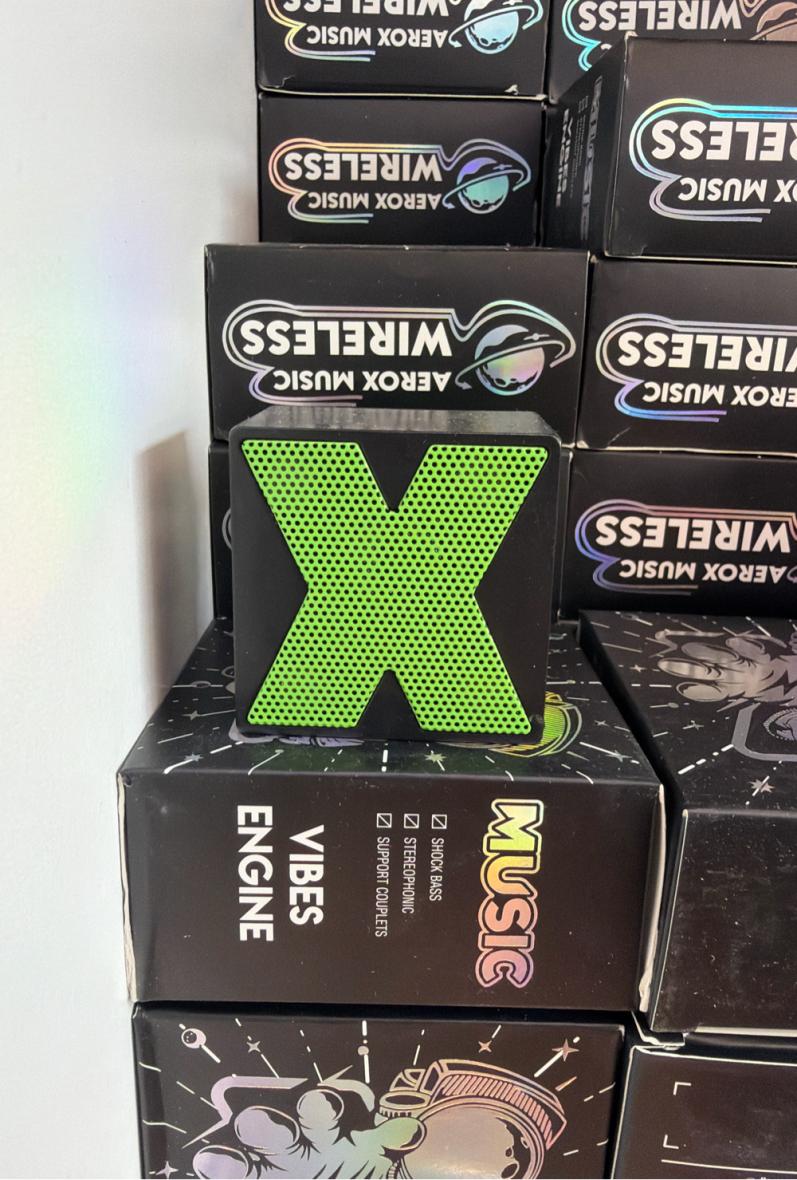 WIRELESS
AEROX MUSIC
WIRELESS
WIRELESS
AEROX MUSIC
WIRELESS
AEROX MUSIC
WIRELESS
AEROX MUSIC
WIRELESS
AEROX MUSIC
WIRELESS
AEROX MUSIC
X
MUSIC
SHOCK BASS
STEREOPHONIC
SUPPORT COUPLETS
VIBES
ENGINE